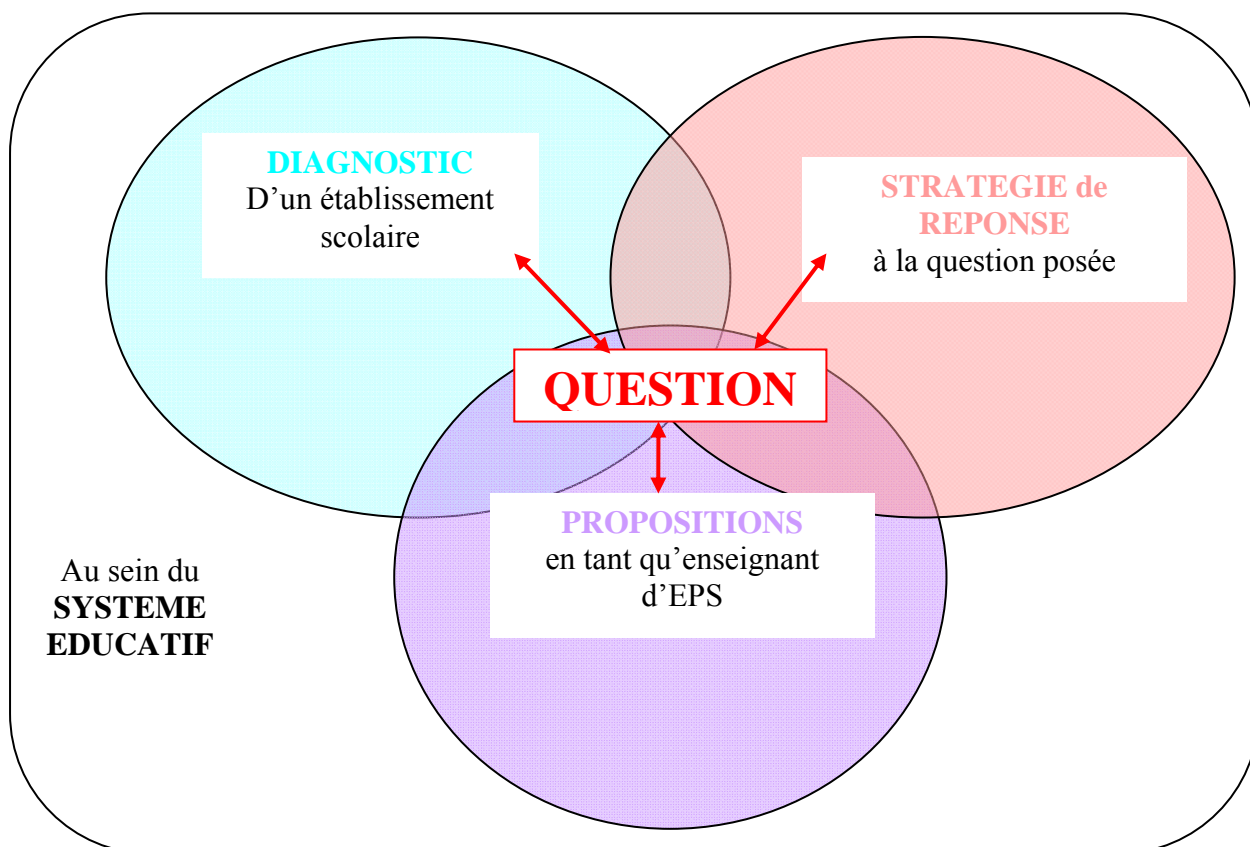 DIAGNOSTIC
D’un établissement
scolaire
STRATEGIE de
REPONSE
à la question posée
QUESTION
PROPOSITIONS
en tant qu’enseignant
d’EPS
Au sein du
SYSTEME
EDUCATIF